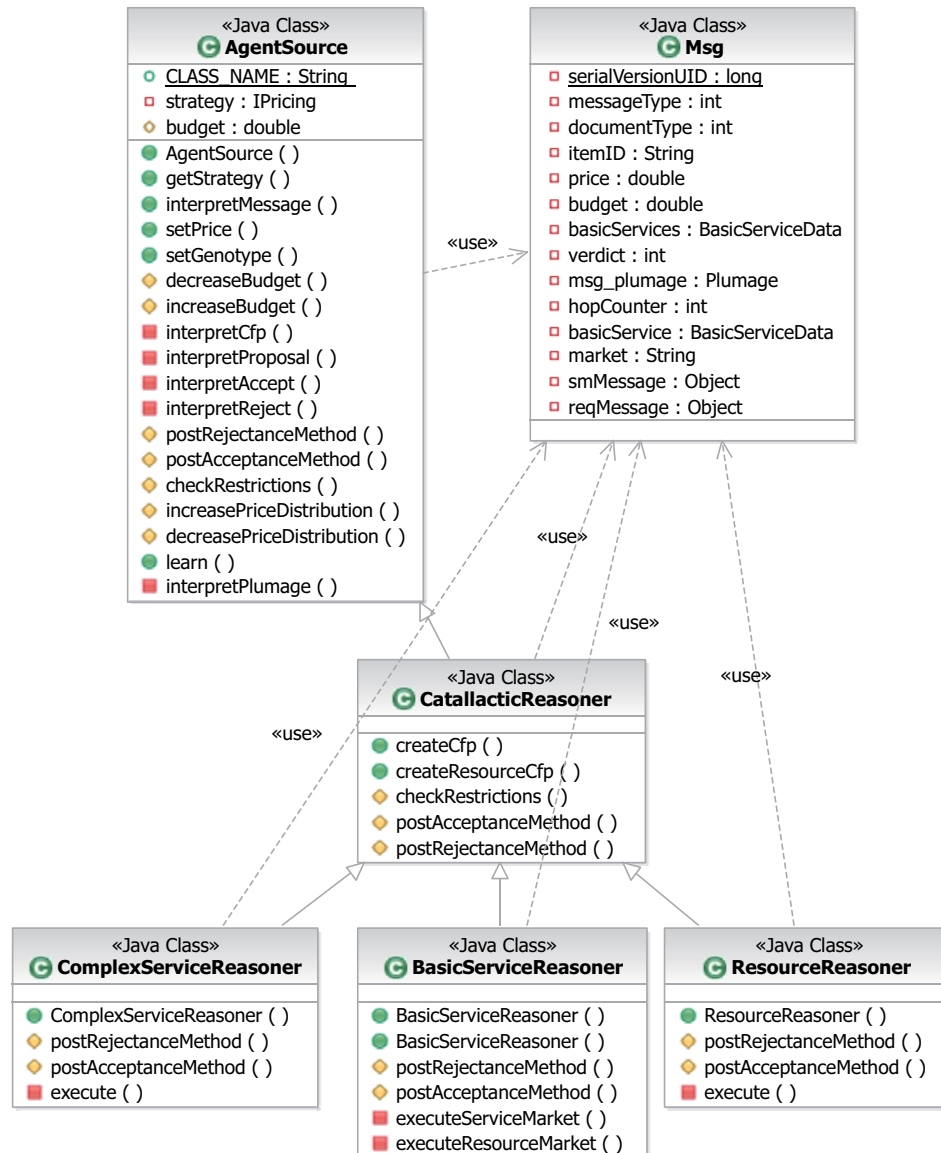 «Java Class»
AgentSource
CLASS_NAME : String
strategy : IPricing
budget : double
AgentSource ( )
getStrategy ( )
interpretMessage ( )
setPrice ( )
setGenotype ( )
decreaseBudget ( )
increaseBudget ( )
interpretCfp ( )
interpretProposal ( )
interpretAccept ( )
interpretReject ( )
postRejectanceMethod ( )
postAcceptanceMethod ( )
checkRestrictions ( )
increasePriceDistribution ( )
decreasePriceDistribution ( )
learn ( )
interpretPlumage ( )
«use»
«Java Class»
Msg
serialVersionUID : long
messageType : int
documentType : int
itemID : String
price : double
budget : double
basicServices : BasicServiceData
verdict : int
msg_plumage : Plumage
hopCounter : int
basicService : BasicServiceData
market : String
smMessage : Object
reqMessage : Object
«use»
«use»
«use»
«use»
«Java Class»
CatallacticReasoner
createCfp ( )
createResourceCfp ( )
checkRestrictions ( )
postAcceptanceMethod ( )
postRejectanceMethod ( )
«Java Class»
ComplexServiceReasoner
ComplexServiceReasoner ( )
postRejectanceMethod ( )
postAcceptanceMethod ( )
execute ( )
«Java Class»
BasicServiceReasoner
BasicServiceReasoner ( )
BasicServiceReasoner ( )
postRejectanceMethod ( )
postAcceptanceMethod ( )
executeServiceMarket ( )
executeResourceMarket ( )
«Java Class»
ResourceReasoner
ResourceReasoner ( )
postRejectanceMethod ( )
postAcceptanceMethod ( )
execute ( )